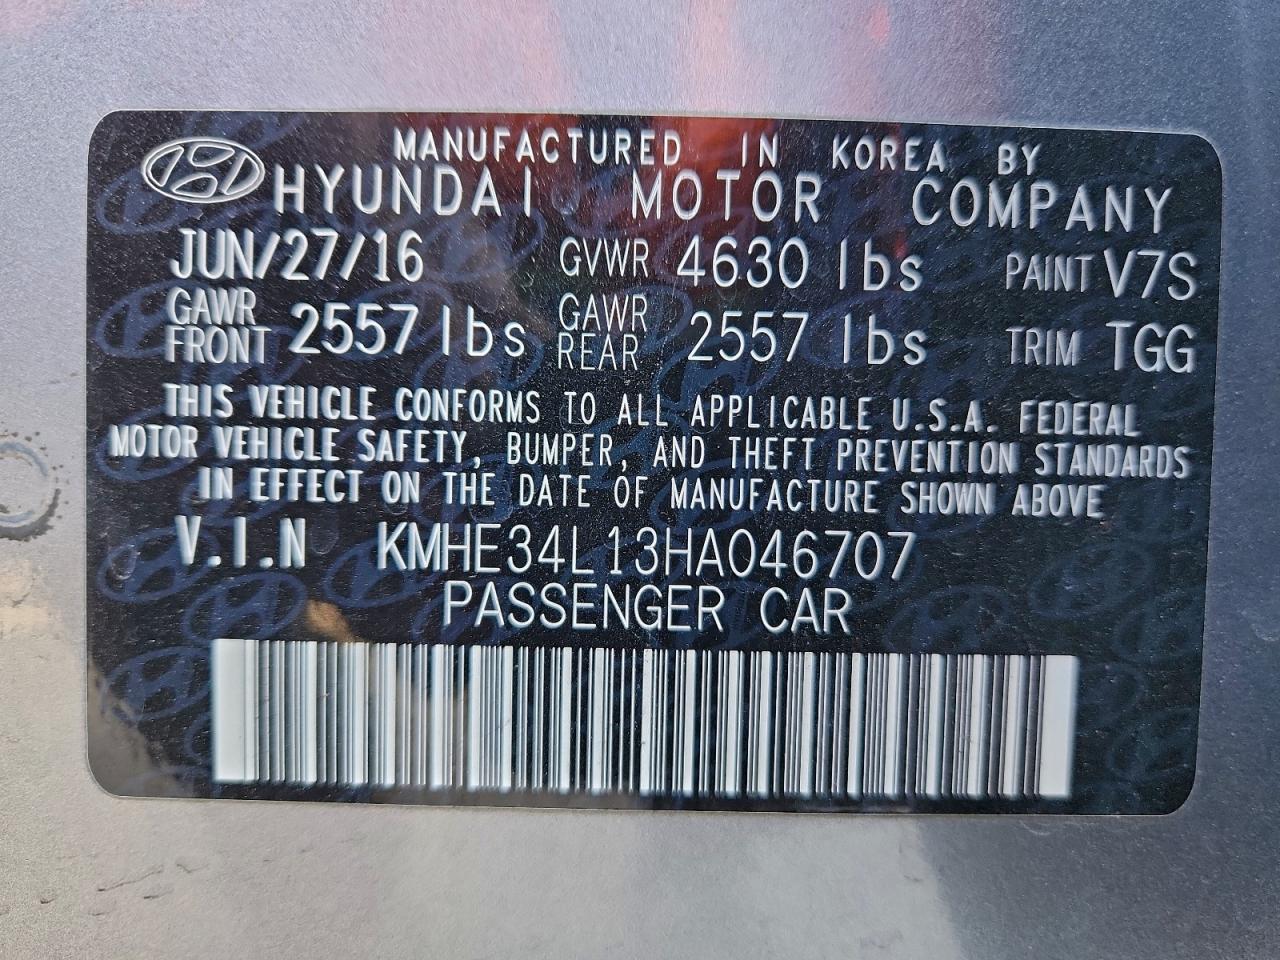 MANUFACTURED IN KOREA BY
HYUNDAI MOTOR COMPANY
JUN/27/16 GVWR 4630 lbs PAINT V7S
GAWR FRONT 2557 lbs GAWR REAR 2557 lbs TRIM TGG
THIS VEHICLE CONFORMS TO ALL APPLICABLE U.S.A. FEDERAL
MOTOR VEHICLE SAFETY, BUMPER, AND THEFT PREVENTION STANDARDS
IN EFFECT ON THE DATE OF MANUFACTURE SHOWN ABOVE
V.I.N KMHE34L13HA046707
PASSENGER CAR